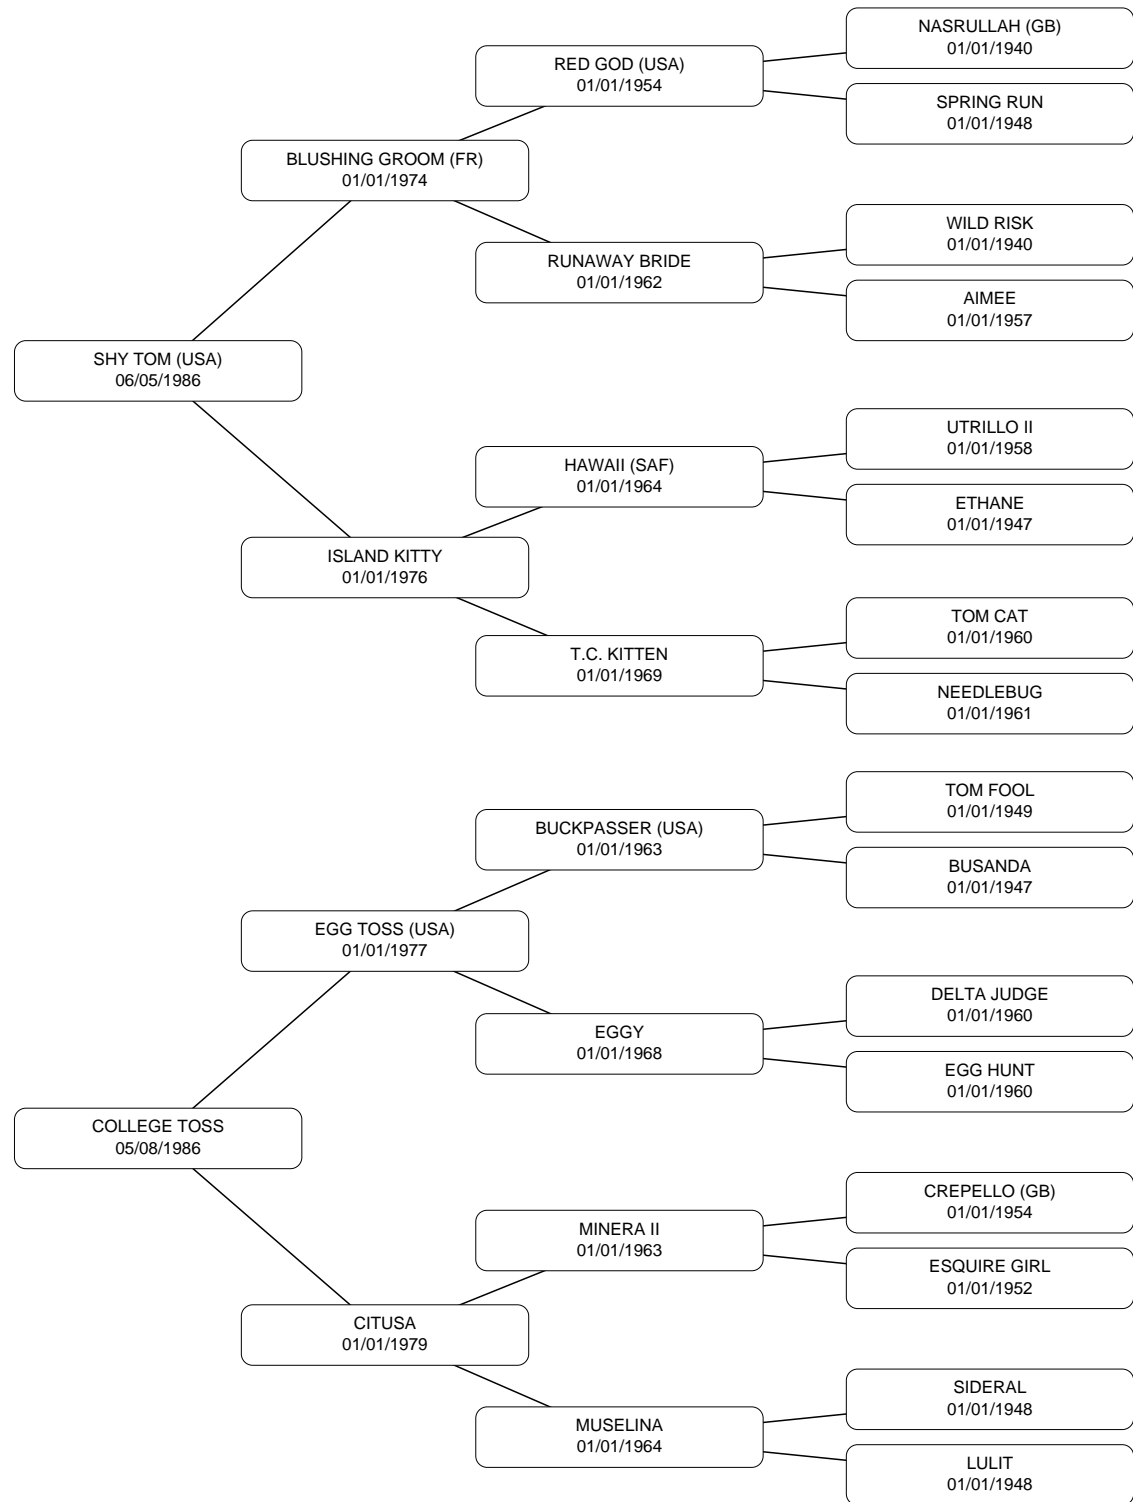 NASRULLAH (GB)
01/01/1940
RED GOD (USA)
01/01/1954
SPRING RUN
01/01/1948
BLUSHING GROOM (FR)
01/01/1974
WILD RISK
01/01/1940
RUNAWAY BRIDE
01/01/1962
AIMEE
01/01/1957
SHY TOM (USA)
06/05/1986
UTRILLO II
01/01/1958
HAWAII (SAF)
01/01/1964
ETHANE
01/01/1947
ISLAND KITTY
01/01/1976
TOM CAT
01/01/1960
T.C. KITTEN
01/01/1969
NEEDLEBUG
01/01/1961
TOM FOOL
01/01/1949
BUCKPASSER (USA)
01/01/1963
BUSANDA
01/01/1947
EGG TOSS (USA)
01/01/1977
DELTA JUDGE
01/01/1960
EGGY
01/01/1968
EGG HUNT
01/01/1960
COLLEGE TOSS
05/08/1986
CREPELLO (GB)
01/01/1954
MINERA II
01/01/1963
ESQUIRE GIRL
01/01/1952
CITUSA
01/01/1979
SIDERAL
01/01/1948
MUSELINA
01/01/1964
LULIT
01/01/1948